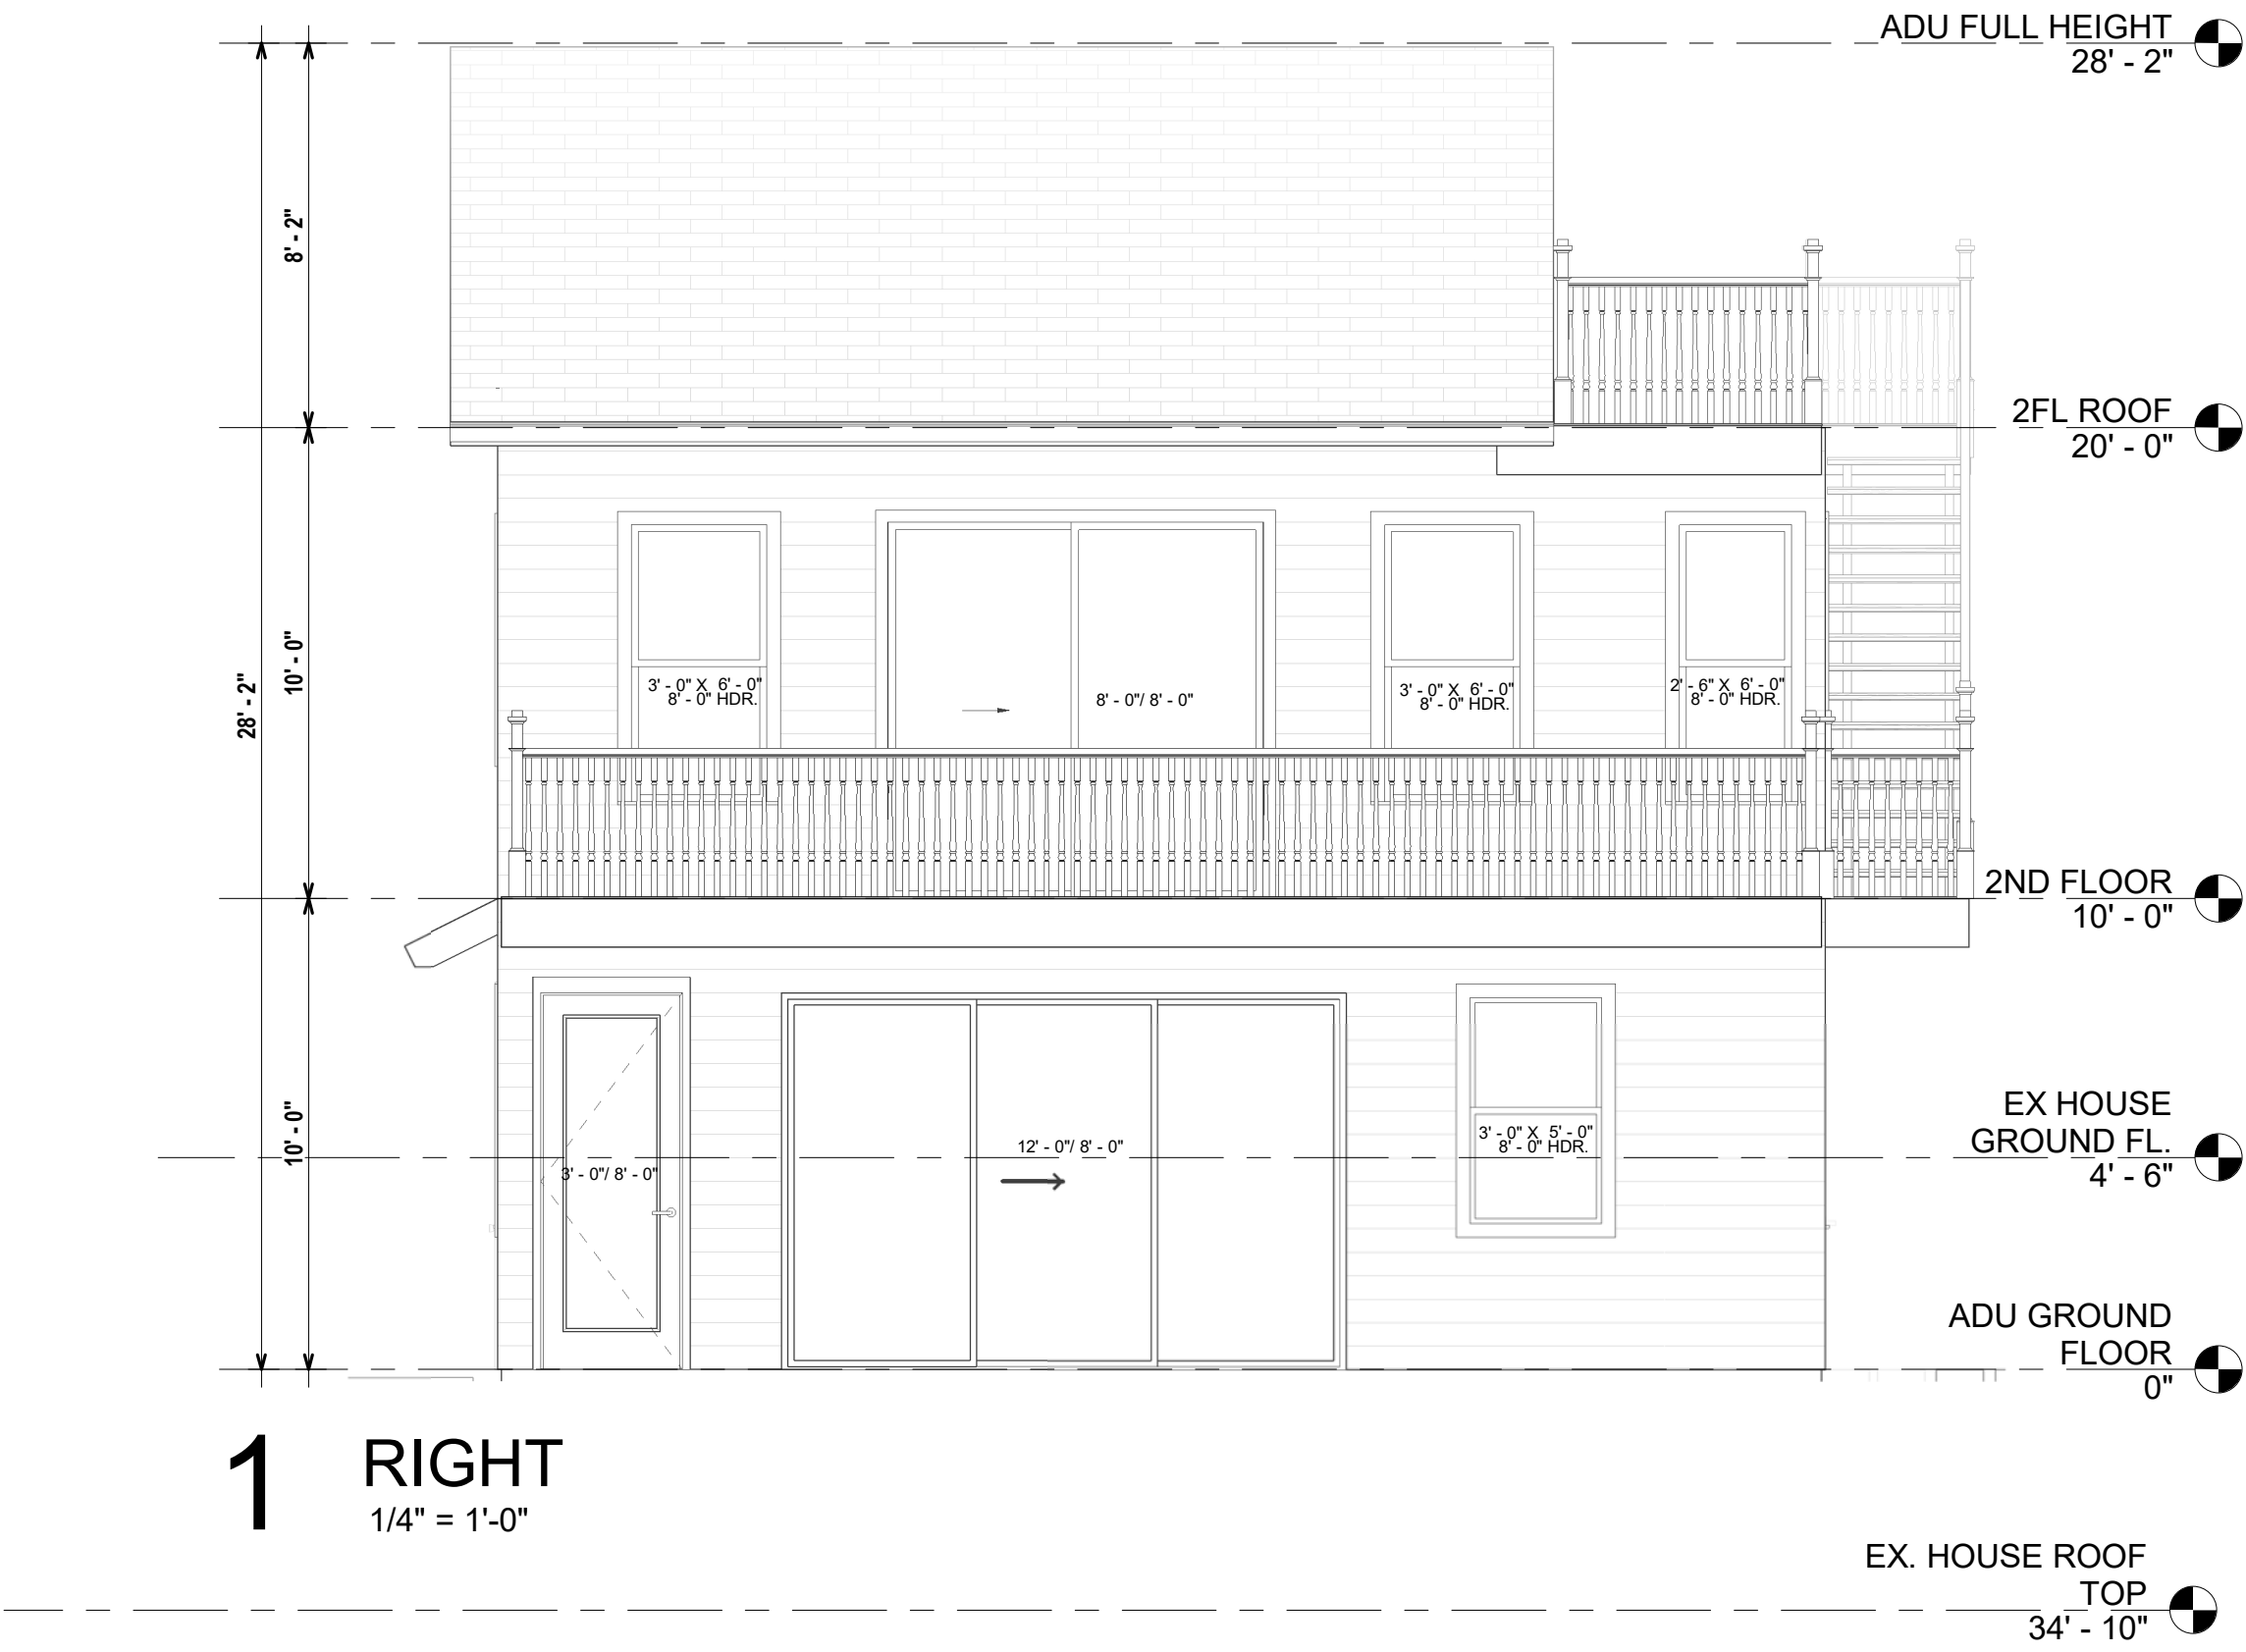 ADU FULL HEIGHT
28' - 2"
8' - 2"
2FL ROOF
20' - 0"
10' - 0"
28' - 2"
3' - 0" X 6' - 0"
8' - 0" HDR.
8' - 0"/ 8' - 0"
3' - 0" X 6' - 0"
8' - 0" HDR.
2' - 6" X 6' - 0"
8' - 0" HDR.
2ND FLOOR
10' - 0"
10' - 0"
EX HOUSE
GROUND FL.
4' - 6"
3' - 0"/ 8' - 0"
12' - 0"/ 8' - 0"
3' - 0" X 5' - 0"
8' - 0" HDR.
ADU GROUND
FLOOR
0"
1 RIGHT
1/4" = 1'-0"
EX. HOUSE ROOF
TOP
34' - 10"